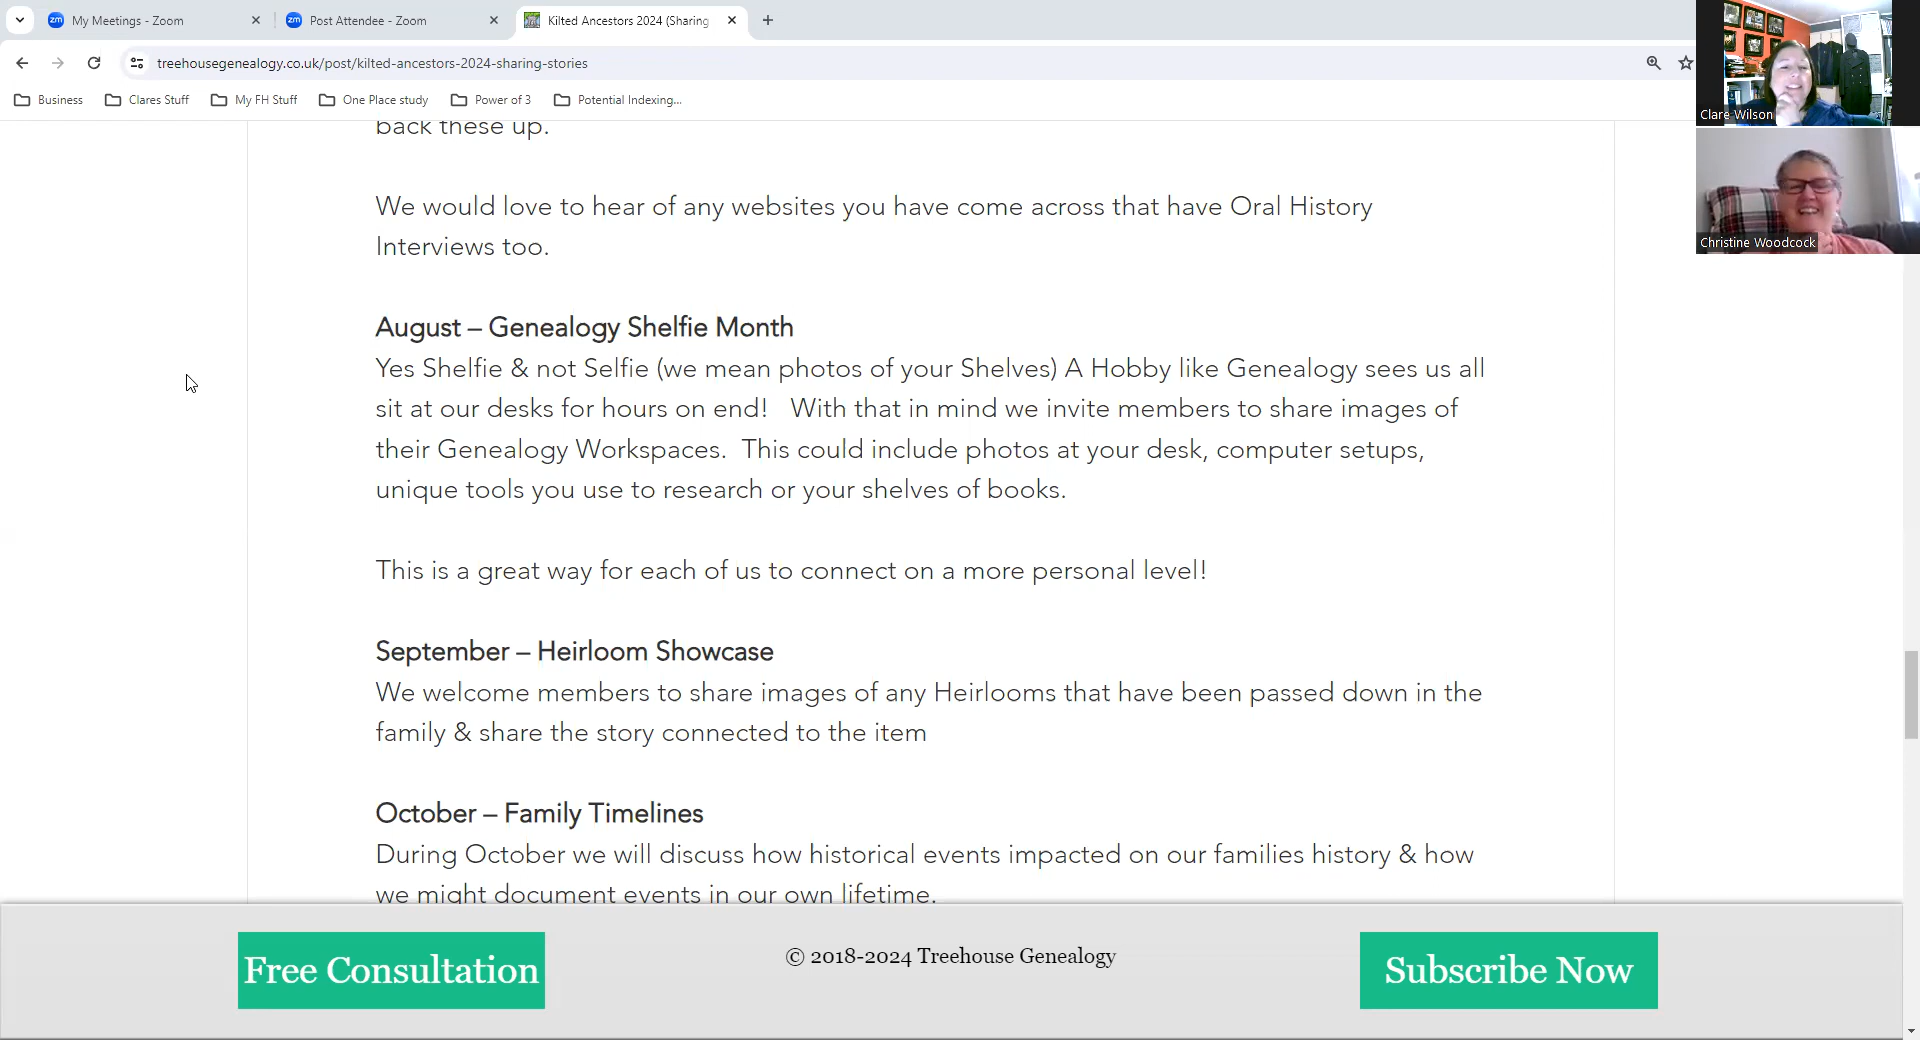 My Meetings - Zoom
Post Attendee - Zoom
Kilted Ancestors 2024 (Sharing
treehousegenealogy.co.uk/post/kilted-ancestors-2024-sharing-stories
Business
Clares Stuff
My FH Stuff
One Place study
Power of 3
Potential Indexing...
Clare Wilson
Christine Woodcock
back these up.
We would love to hear of any websites you have come across that have Oral History
Interviews too.
August – Genealogy Shelfie Month
Yes Shelfie & not Selfie (we mean photos of your Shelves) A Hobby like Genealogy sees us all
sit at our desks for hours on end!   With that in mind we invite members to share images of
their Genealogy Workspaces.  This could include photos at your desk, computer setups,
unique tools you use to research or your shelves of books.
This is a great way for each of us to connect on a more personal level!
September – Heirloom Showcase
We welcome members to share images of any Heirlooms that have been passed down in the
family & share the story connected to the item
October – Family Timelines
During October we will discuss how historical events impacted on our families history & how
we might document events in our own lifetime.
Free Consultation
© 2018-2024 Treehouse Genealogy
Subscribe Now